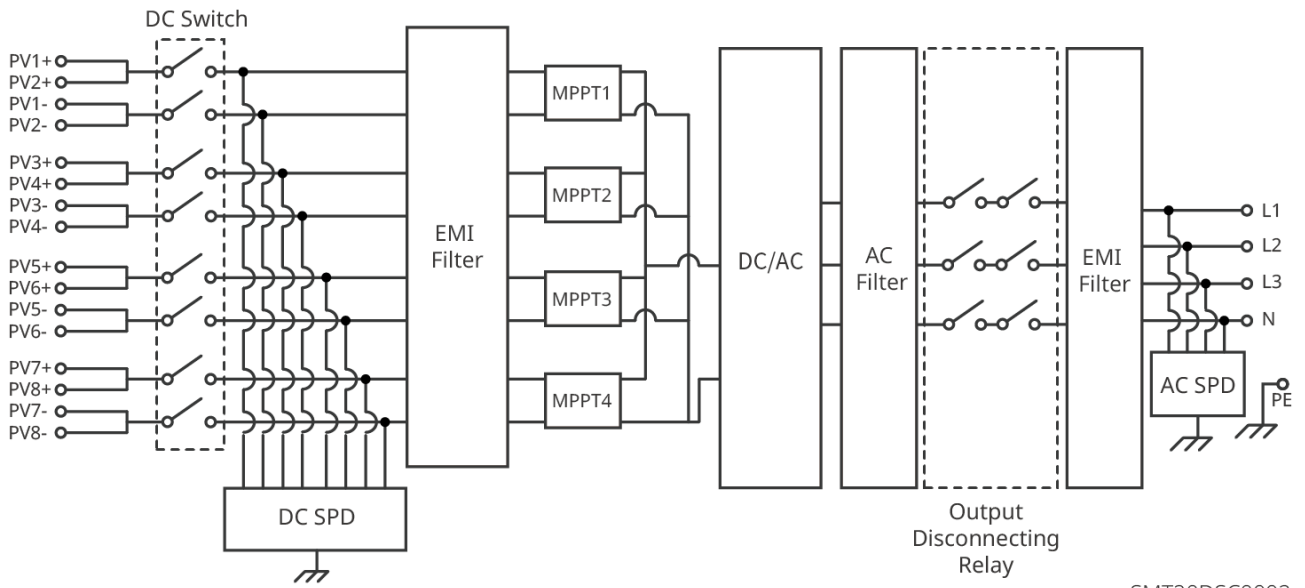 DC Switch
PV1+
PV2+
PV1-
PV2-
PV3+
PV4+
PV3-
PV4-
PV5+
PV6+
PV5-
PV6-
PV7+
PV8+
PV7-
PV8-
DC SPD
EMI
Filter
MPPT1
MPPT2
MPPT3
MPPT4
DC/AC
AC
Filter
Output
Disconnecting
Relay
EMI
Filter
L1
L2
L3
N
AC SPD
PE